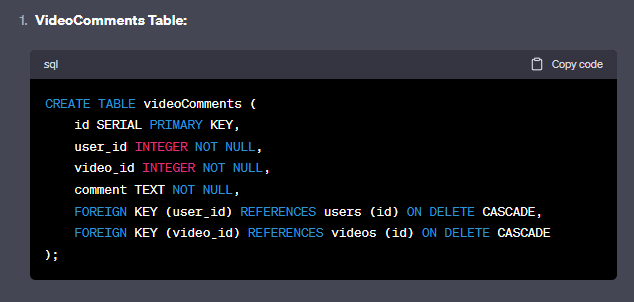 1. VideoComments Table:
sql
Copy code
CREATE TABLE videoComments (
    id SERIAL PRIMARY KEY,
    user_id INTEGER NOT NULL,
    video_id INTEGER NOT NULL,
    comment TEXT NOT NULL,
    FOREIGN KEY (user_id) REFERENCES users (id) ON DELETE CASCADE,
    FOREIGN KEY (video_id) REFERENCES videos (id) ON DELETE CASCADE
);